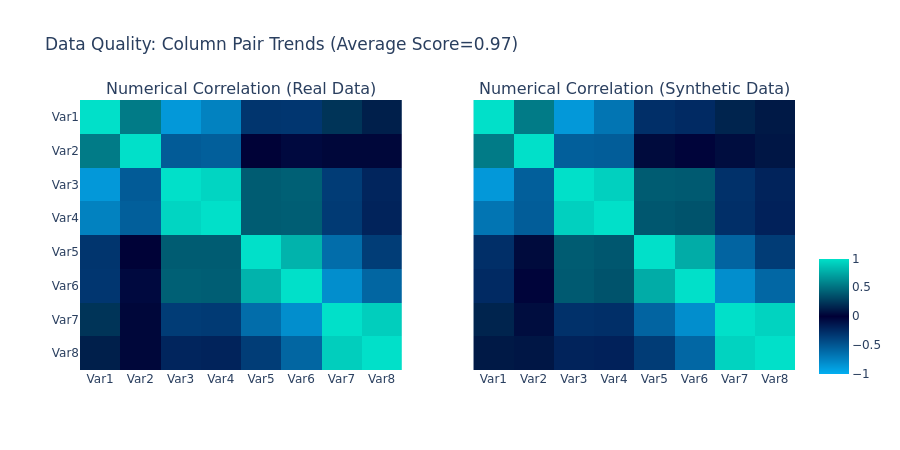 Data Quality: Column Pair Trends (Average Score=0.97)
Numerical Correlation (Real Data)
Numerical Correlation (Synthetic Data)
Var1
Var2
Var3
Var4
Var5
Var6
Var7
Var8
Var1 Var2 Var3 Var4 Var5 Var6 Var7 Var8
Var1 Var2 Var3 Var4 Var5 Var6 Var7 Var8
1
0.5
0
−0.5
−1